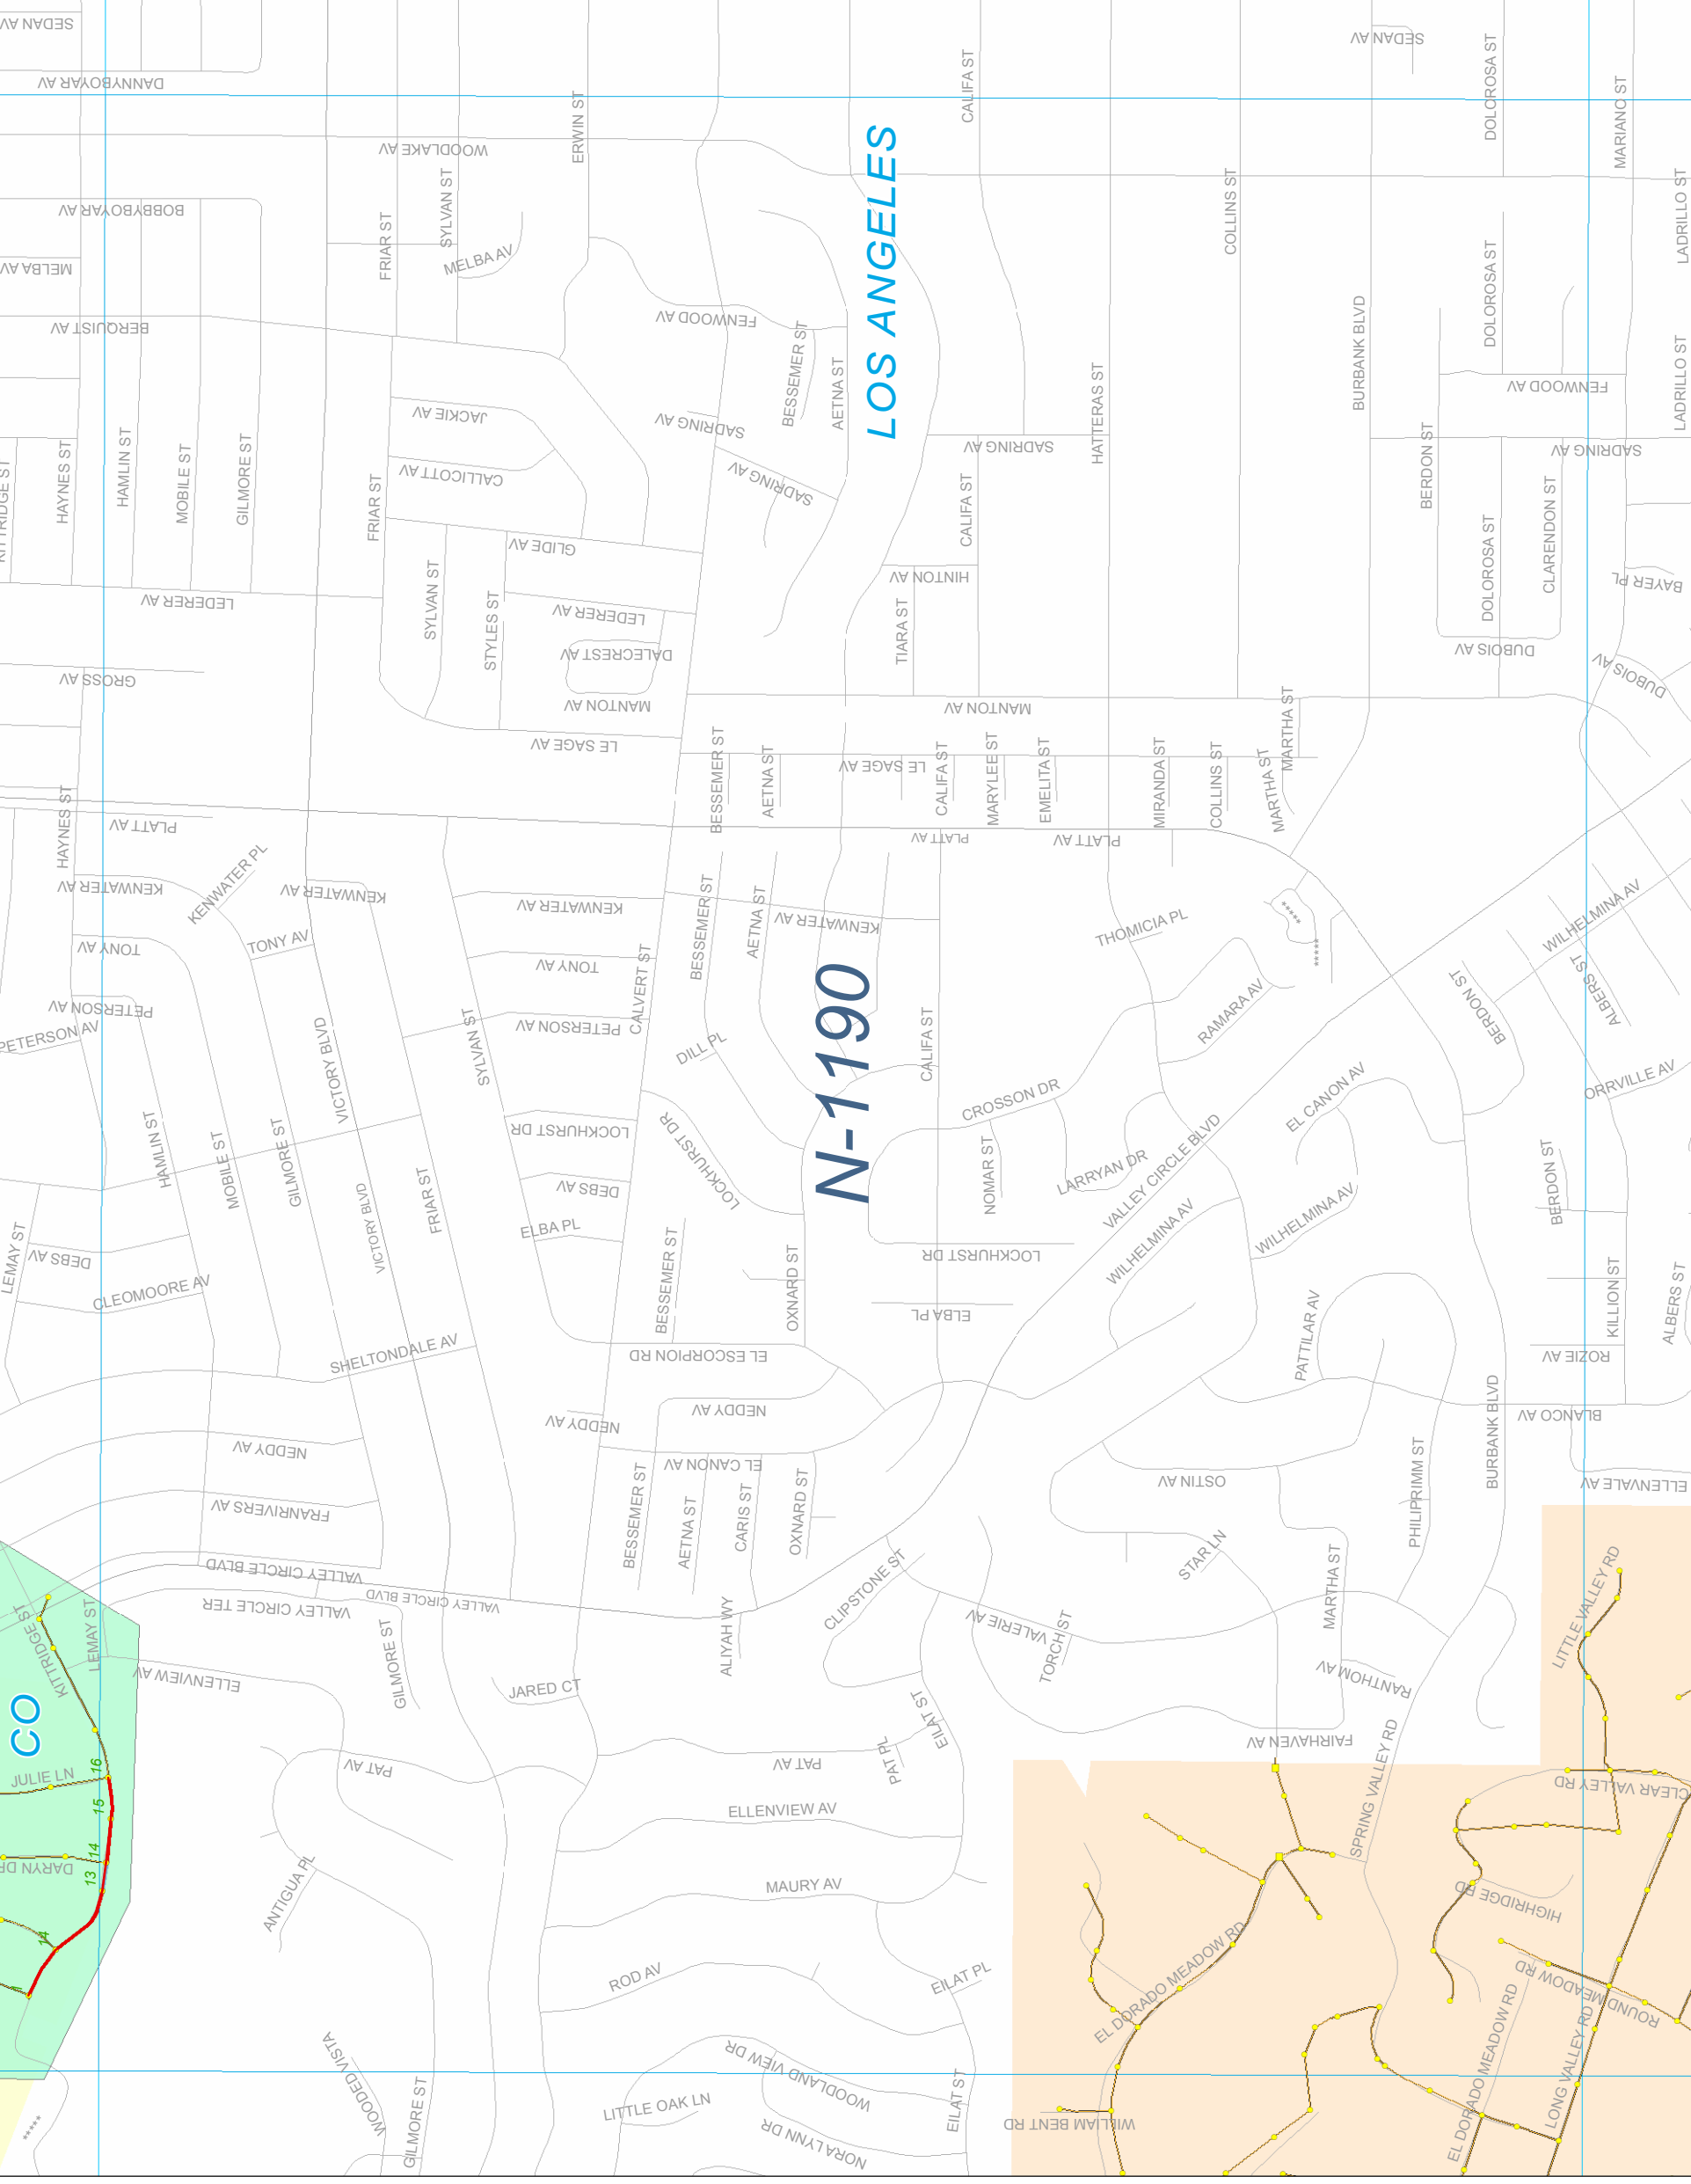 SEDAN AV
SEDAN AV
DANNYBOYAR AV
CALIFA ST
DOLOROSA ST
ERWIN ST
MARIANO ST
WOODLAKE AV
LOS ANGELES
SYLVAN ST
COLLINS ST
LADRILLO ST
BOBBYBOYAR AV
FRIAR ST
MELBA AV
MELBA AV
DOLOROSA ST
BERQUIST AV
FENWOOD AV
BESSEMER ST
BURBANK BLVD
LADRILLO ST
AETNA ST
HATTERAS ST
FENWOOD AV
JACKIE AV
SADRING AV
SADRING AV
SADRING AV
HAYNES ST
HAMLIN ST
MOBILE ST
GILMORE ST
FRIAR ST
CALLICOTT AV
SADRING AV
CALIFA ST
BERDON ST
CLARENDON ST
GLIDE AV
DOLOROSA ST
HINTON AV
BAYER PL
LEDERER AV
SYLVAN ST
STYLES ST
LEDERER AV
TIARA ST
DALECREST AV
DUBOIS AV
DUBOIS AV
GROSS AV
MANTON AV
MANTON AV
MARTHA ST
LE SAGE AV
BESSEMER ST
AETNA ST
LE SAGE AV
CALIFA ST
MARYLEE ST
EMELITA ST
MIRANDA ST
COLLINS ST
MARTHA ST
HAYNES ST
PLATT AV
PLATT AV
PLATT AV
KENWATER AV
KENWATER PL
KENWATER AV
KENWATER AV
BESSEMER ST
AETNA ST
KENWATER AV
THOMICIA PL
*****
*****
WILHELMINA AV
TONY AV
TONY AV
TONY AV
CALVERT ST
N-1190
BERDON ST
ALBERS ST
PETERSON AV
PETERSON AV
PETERSON AV
VICTORY BLVD
SYLVAN ST
DILL PL
CALIFA ST
RAMARA AV
CROSSON DR
EL CANON AV
ORRVILLE AV
HAMLIN ST
MOBILE ST
GILMORE ST
LOCKHURST DR
LOCKHURST DR
NOMAR ST
LARRYAN DR
VALLEY CIRCLE BLVD
BERDON ST
FRIAR ST
DEBS AV
VICTORY BLVD
WILHELMINA AV
WILHELMINA AV
LEMAY ST
DEBS AV
ELBA PL
BESSEMER ST
OXNARD ST
LOCKHURST DR
KILLION ST
ALBERS ST
CLEOMOORE AV
ELBA PL
PATTILAR AV
SHELTONDALE AV
EL ESCORPION RD
ROZIE AV
NEDDY AV
NEDDY AV
NEDDY AV
BURBANK BLVD
BLANCO AV
EL CANON AV
OSTIN AV
PHILIPRIMM ST
ELLENVALE AV
FRANRIVERS AV
BESSEMER ST
AETNA ST
CARIS ST
OXNARD ST
VALLEY CIRCLE BLVD
VALLEY CIRCLE BLVD
STAR LN
CLIPSTONE ST
MARTHA ST
LITTLE VALLEY RD
VALLEY CIRCLE TER
KITTRIDGE ST
LEMAY ST
GILMORE ST
ALIYAH WY
VALERIE AV
TORCH ST
ELLENVIEW AV
JARED CT
RANTHOM AV
CO
EILAT ST
PAT AV
PAT AV
PAT PL
FAIRHAVEN AV
SPRING VALLEY RD
JULIE LN
16
15
14
13
14
CLEAR VALLEY RD
ELLENVIEW AV
ANTIGUA PL
MAURY AV
HIGHRIDGE RD
EL DORADO MEADOW RD
ROD AV
EILAT PL
ROUND MEADOW RD
EL DORADO MEADOW RD
LONG VALLEY RD
WOODED VISTA
WOODLAND VIEW DR
GILMORE ST
LITTLE OAK LN
EILAT ST
WILLIAM BENT RD
NORA LYNN DR
*****